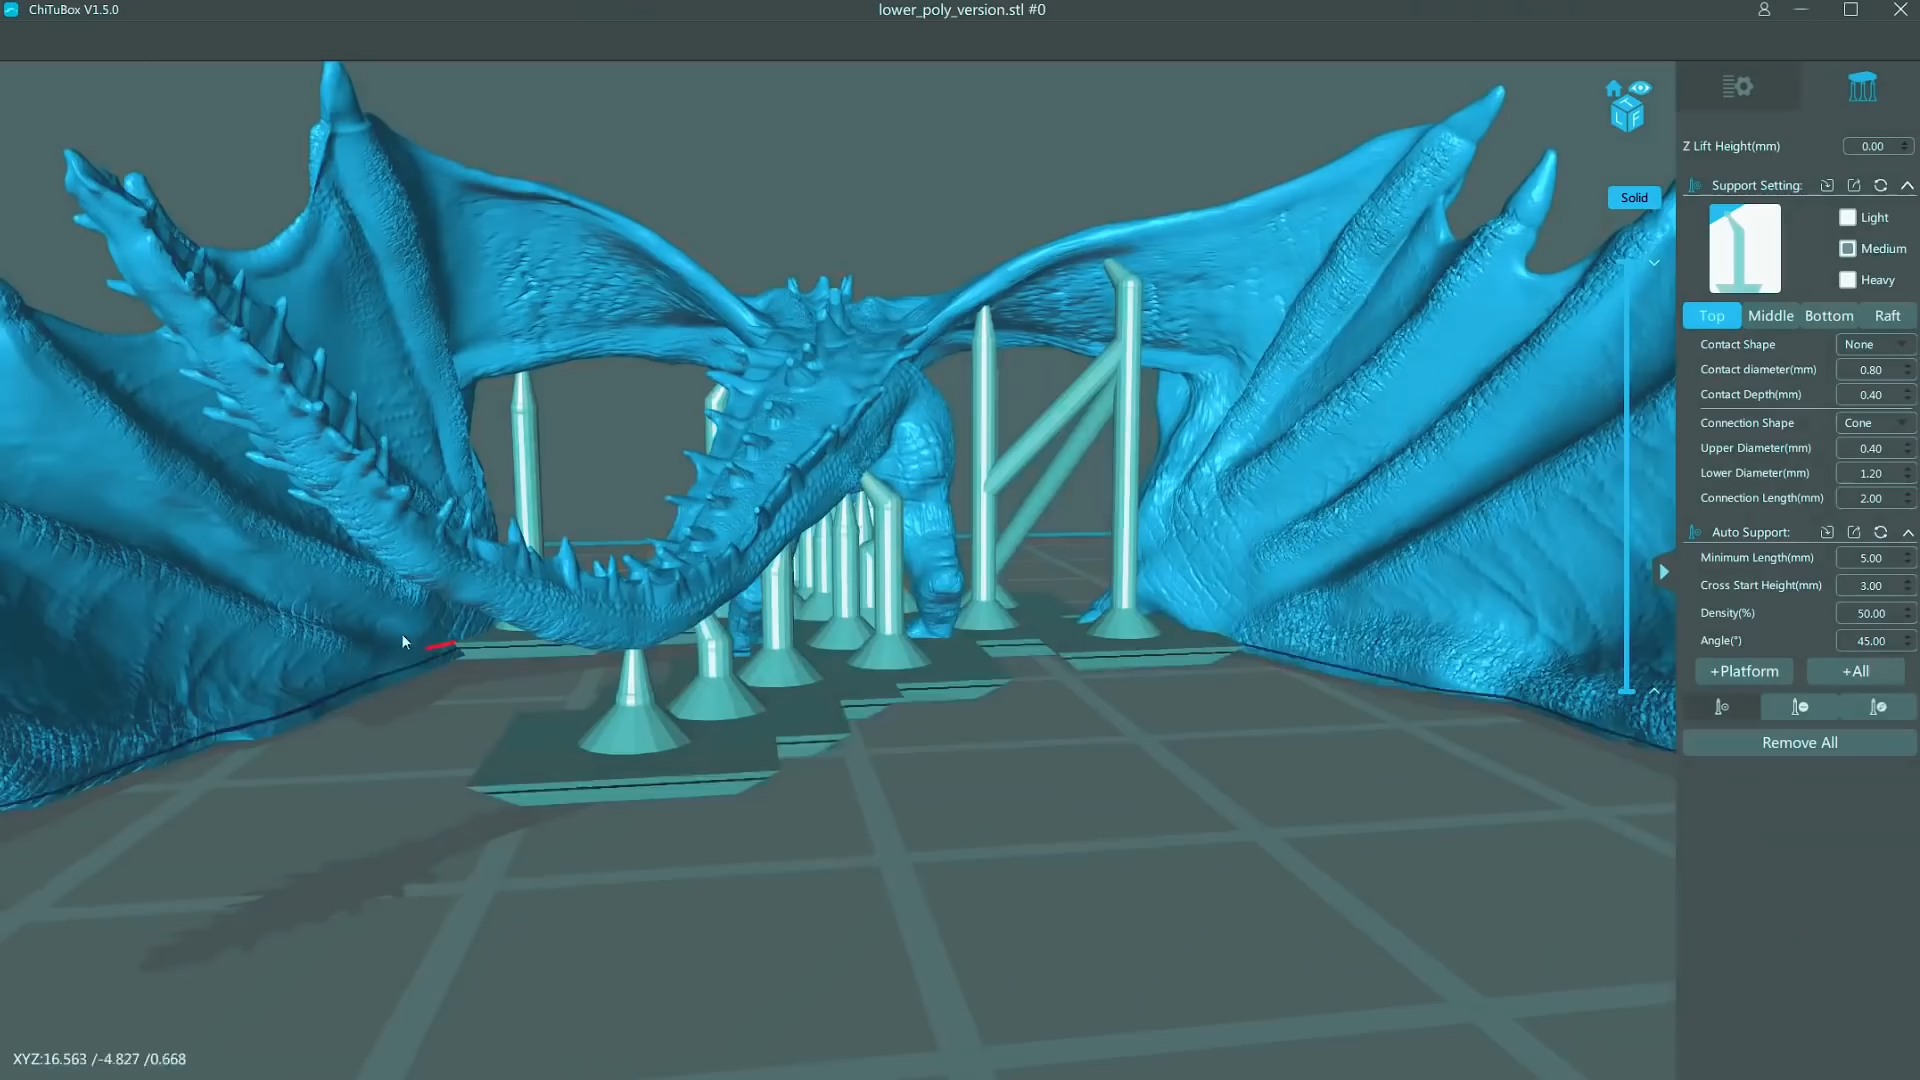 ChiTuBox V1.5.0
lower_poly_version.stl #0
Z Lift Height(mm) 0.00
Support Setting:
Solid
Light
Medium
Heavy
Top Middle Bottom Raft
Contact Shape None
Contact diameter(mm) 0.80
Contact Depth(mm) 0.40
Connection Shape Cone
Upper Diameter(mm) 0.40
Lower Diameter(mm) 1.20
Connection Length(mm) 2.00
Auto Support:
Minimum Length(mm) 5.00
Cross Start Height(mm) 3.00
Density(%) 50.00
Angle(°) 45.00
+Platform +All
Remove All
T
L F
XYZ:16.563 /-4.827 /0.668